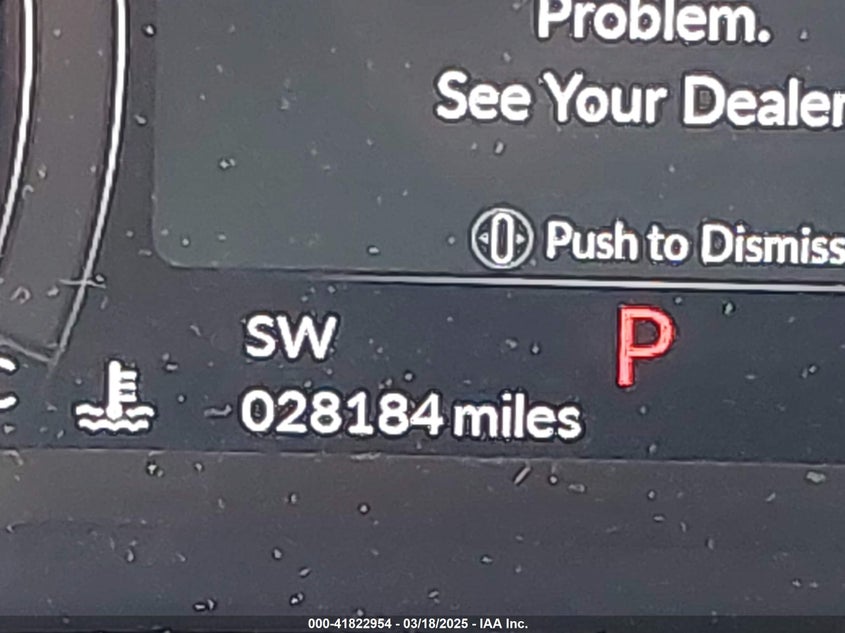 Problem.
See Your Dealer
Push to Dismiss
SW
P
C
028184 miles
000-41822954 - 03/18/2025 - IAA Inc.